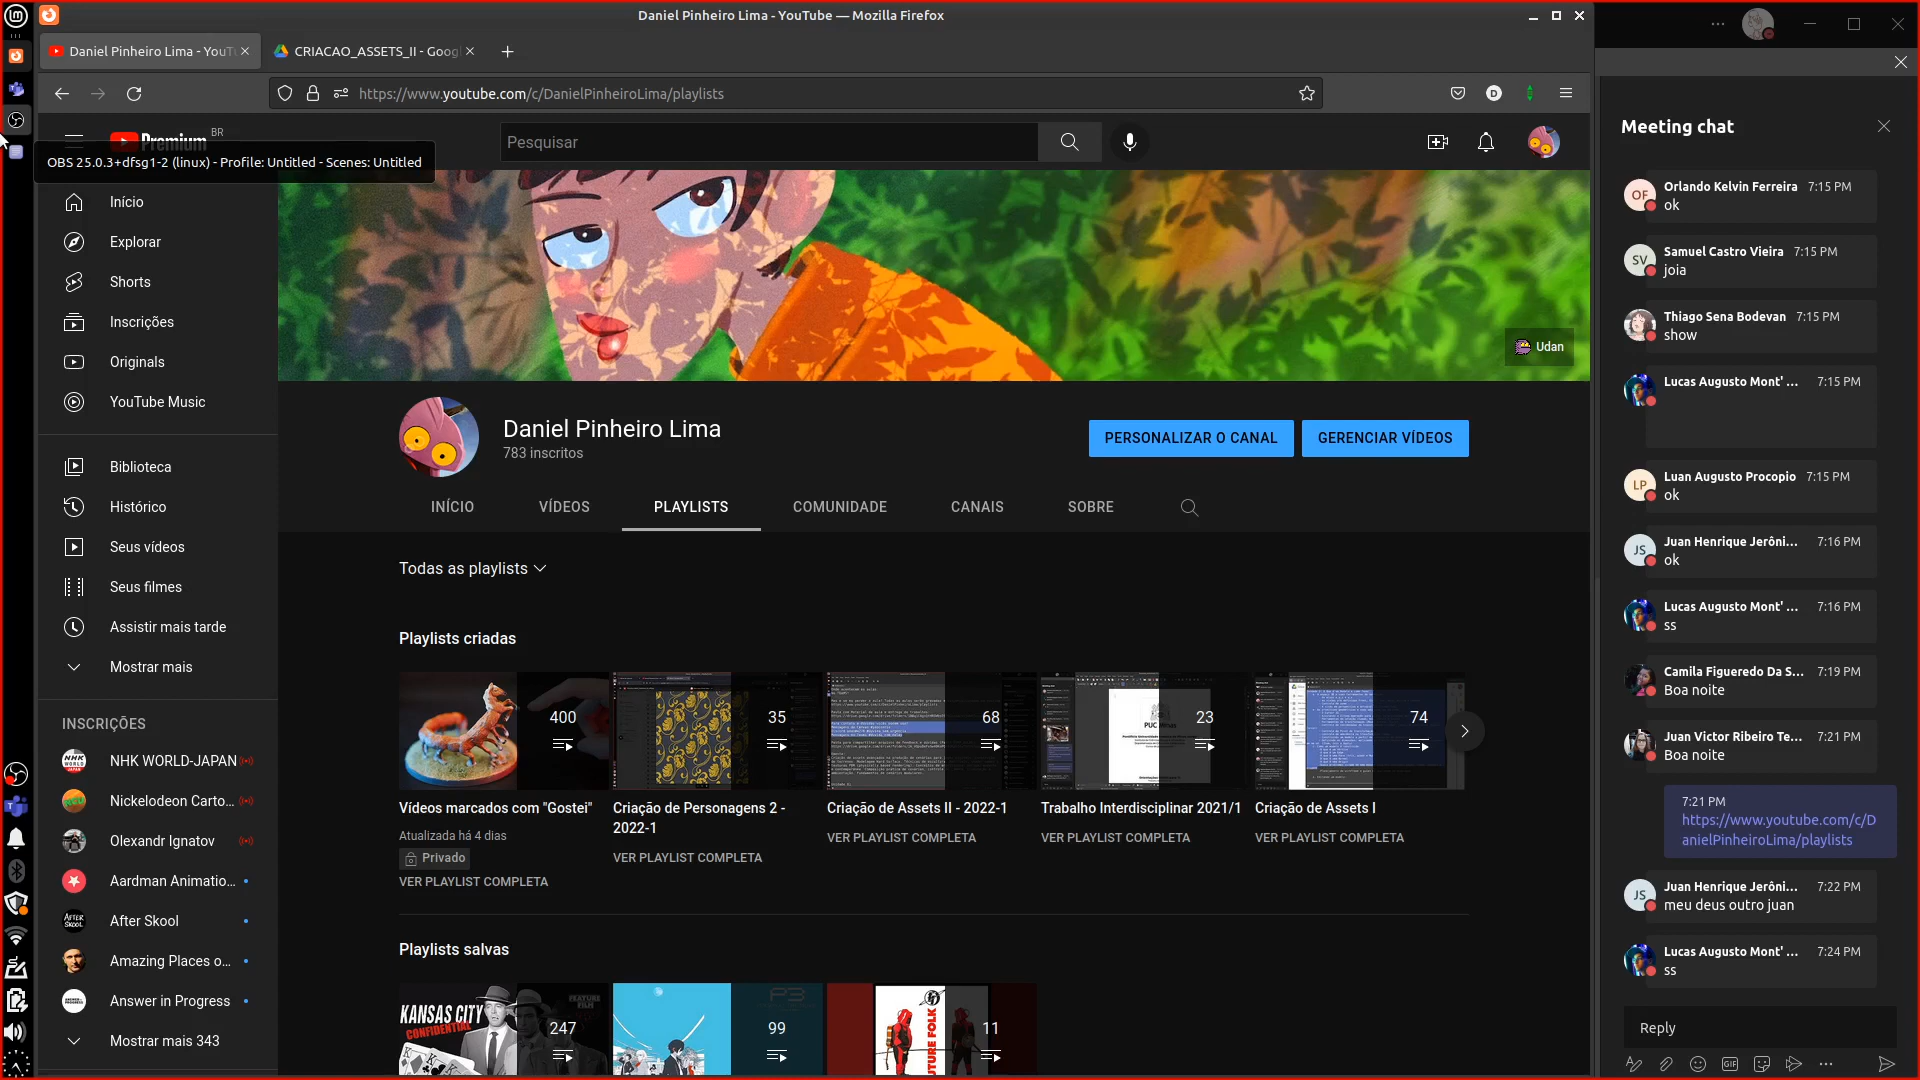 Daniel Pinheiro Lima - YouTube — Mozilla Firefox
Daniel Pinheiro Lima - YouT
CRIACAO_ASSETS_II - Goog
https://www.youtube.com/c/DanielPinheiroLima/playlists
Premium BR
Pesquisar
OBS 25.0.3+dfsg1-2 (linux) - Profile: Untitled - Scenes: Untitled
Início
Explorar
Shorts
Inscrições
Originals
YouTube Music
Biblioteca
Histórico
Seus vídeos
Seus filmes
Assistir mais tarde
Mostrar mais
INSCRIÇÕES
NHK WORLD-JAPAN
Nickelodeon Carto...
Olexandr Ignatov
Aardman Animatio...
After Skool
Amazing Places o...
Answer in Progress
Mostrar mais 343
Udan
Daniel Pinheiro Lima
783 inscritos
PERSONALIZAR O CANAL
GERENCIAR VÍDEOS
INÍCIO
VÍDEOS
PLAYLISTS
COMUNIDADE
CANAIS
SOBRE
Todas as playlists
Playlists criadas
400
Vídeos marcados com "Gostei"
Atualizada há 4 dias
Privado
VER PLAYLIST COMPLETA
35
Criação de Personagens 2 -
2022-1
VER PLAYLIST COMPLETA
68
Criação de Assets II - 2022-1
VER PLAYLIST COMPLETA
PUC Minas
23
Trabalho Interdisciplinar 2021/1
VER PLAYLIST COMPLETA
74
Criação de Assets I
VER PLAYLIST COMPLETA
Playlists salvas
KANSAS CITY
CONFIDENTIAL
247
99
11
Meeting chat
OF
Orlando Kelvin Ferreira 7:15 PM
ok
SV
Samuel Castro Vieira 7:15 PM
joia
Thiago Sena Bodevan 7:15 PM
show
Lucas Augusto Mont' ... 7:15 PM
LP
Luan Augusto Procopio 7:15 PM
ok
JS
Juan Henrique Jerôni... 7:16 PM
ok
Lucas Augusto Mont' ... 7:16 PM
ss
Camila Figueredo Da S... 7:19 PM
Boa noite
Juan Victor Ribeiro Te... 7:21 PM
Boa noite
7:21 PM
https://www.youtube.com/c/D
anielPinheiroLima/playlists
JS
Juan Henrique Jerôni... 7:22 PM
meu deus outro juan
Lucas Augusto Mont' ... 7:24 PM
ss
Reply
GIF